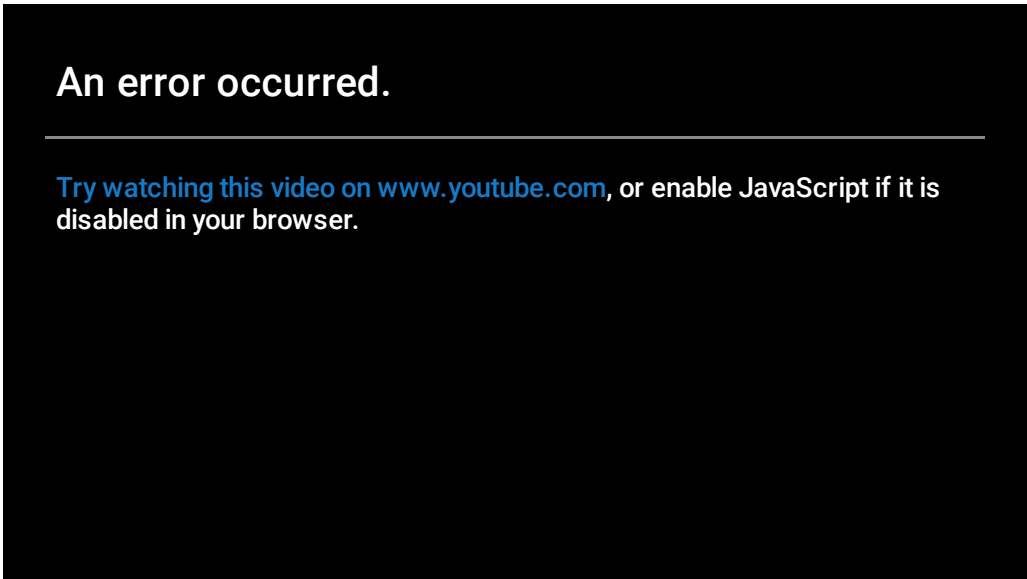 An error occurred.
Try watching this video on www.youtube.com, or enable JavaScript if it is
disabled in your browser.